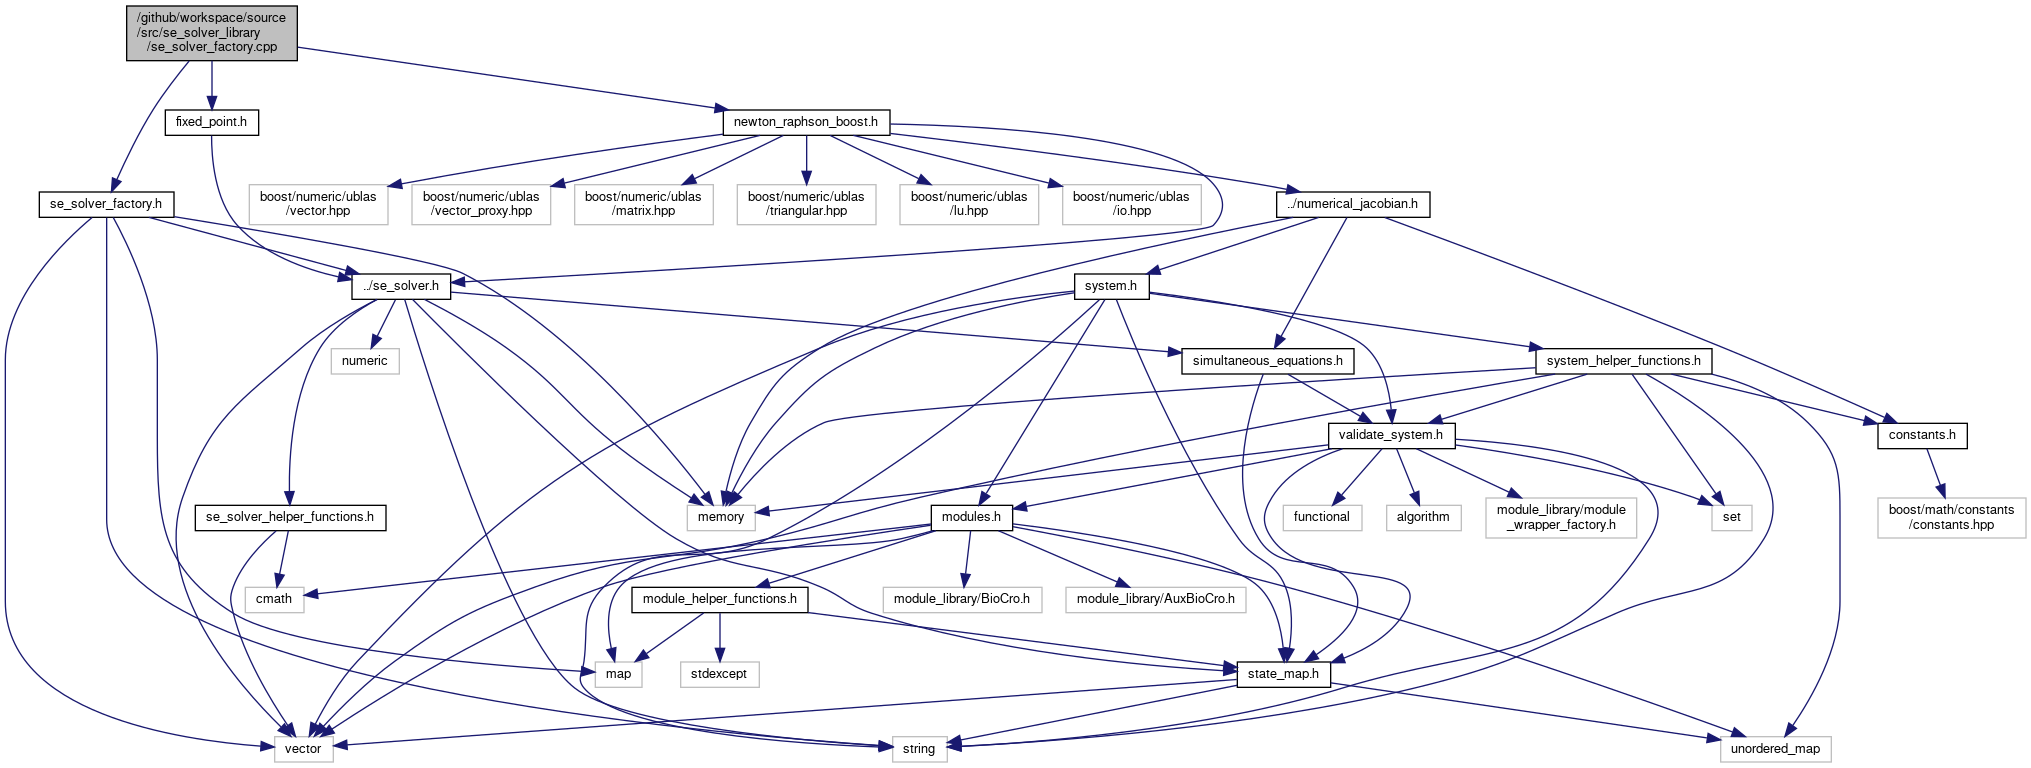 /github/workspace/source
/src/se_solver_library
/se_solver_factory.cpp
fixed_point.h
newton_raphson_boost.h
se_solver_factory.h
boost/numeric/ublas
/vector.hpp
boost/numeric/ublas
/vector_proxy.hpp
boost/numeric/ublas
/matrix.hpp
boost/numeric/ublas
/triangular.hpp
boost/numeric/ublas
/lu.hpp
boost/numeric/ublas
/io.hpp
../numerical_jacobian.h
../se_solver.h
system.h
numeric
simultaneous_equations.h
system_helper_functions.h
validate_system.h
constants.h
se_solver_helper_functions.h
memory
modules.h
functional
algorithm
module_library/module
_wrapper_factory.h
set
boost/math/constants
/constants.hpp
cmath
module_helper_functions.h
module_library/BioCro.h
module_library/AuxBioCro.h
map
stdexcept
state_map.h
vector
string
unordered_map